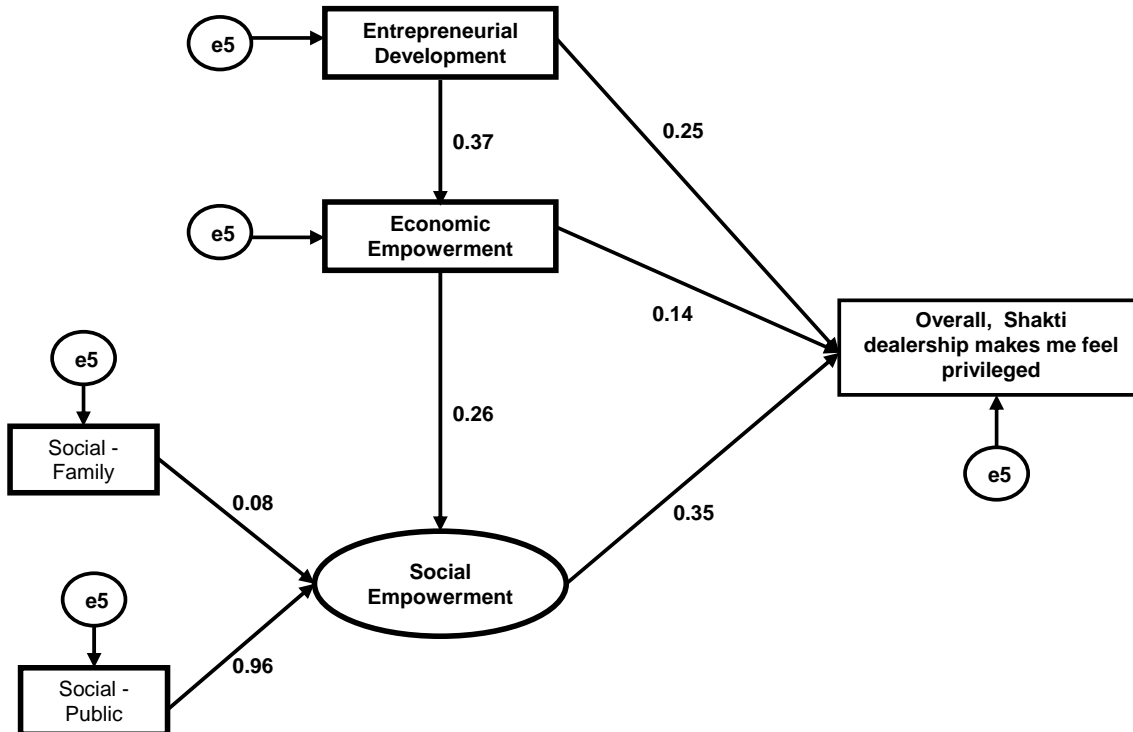 e5
Entrepreneurial
Development
0.25
0.37
e5
Economic
Empowerment
0.14
Overall, Shakti
dealership makes me feel
privileged
e5
0.26
Social -
Family
e5
0.08
0.35
Social
Empowerment
e5
0.96
Social -
Public